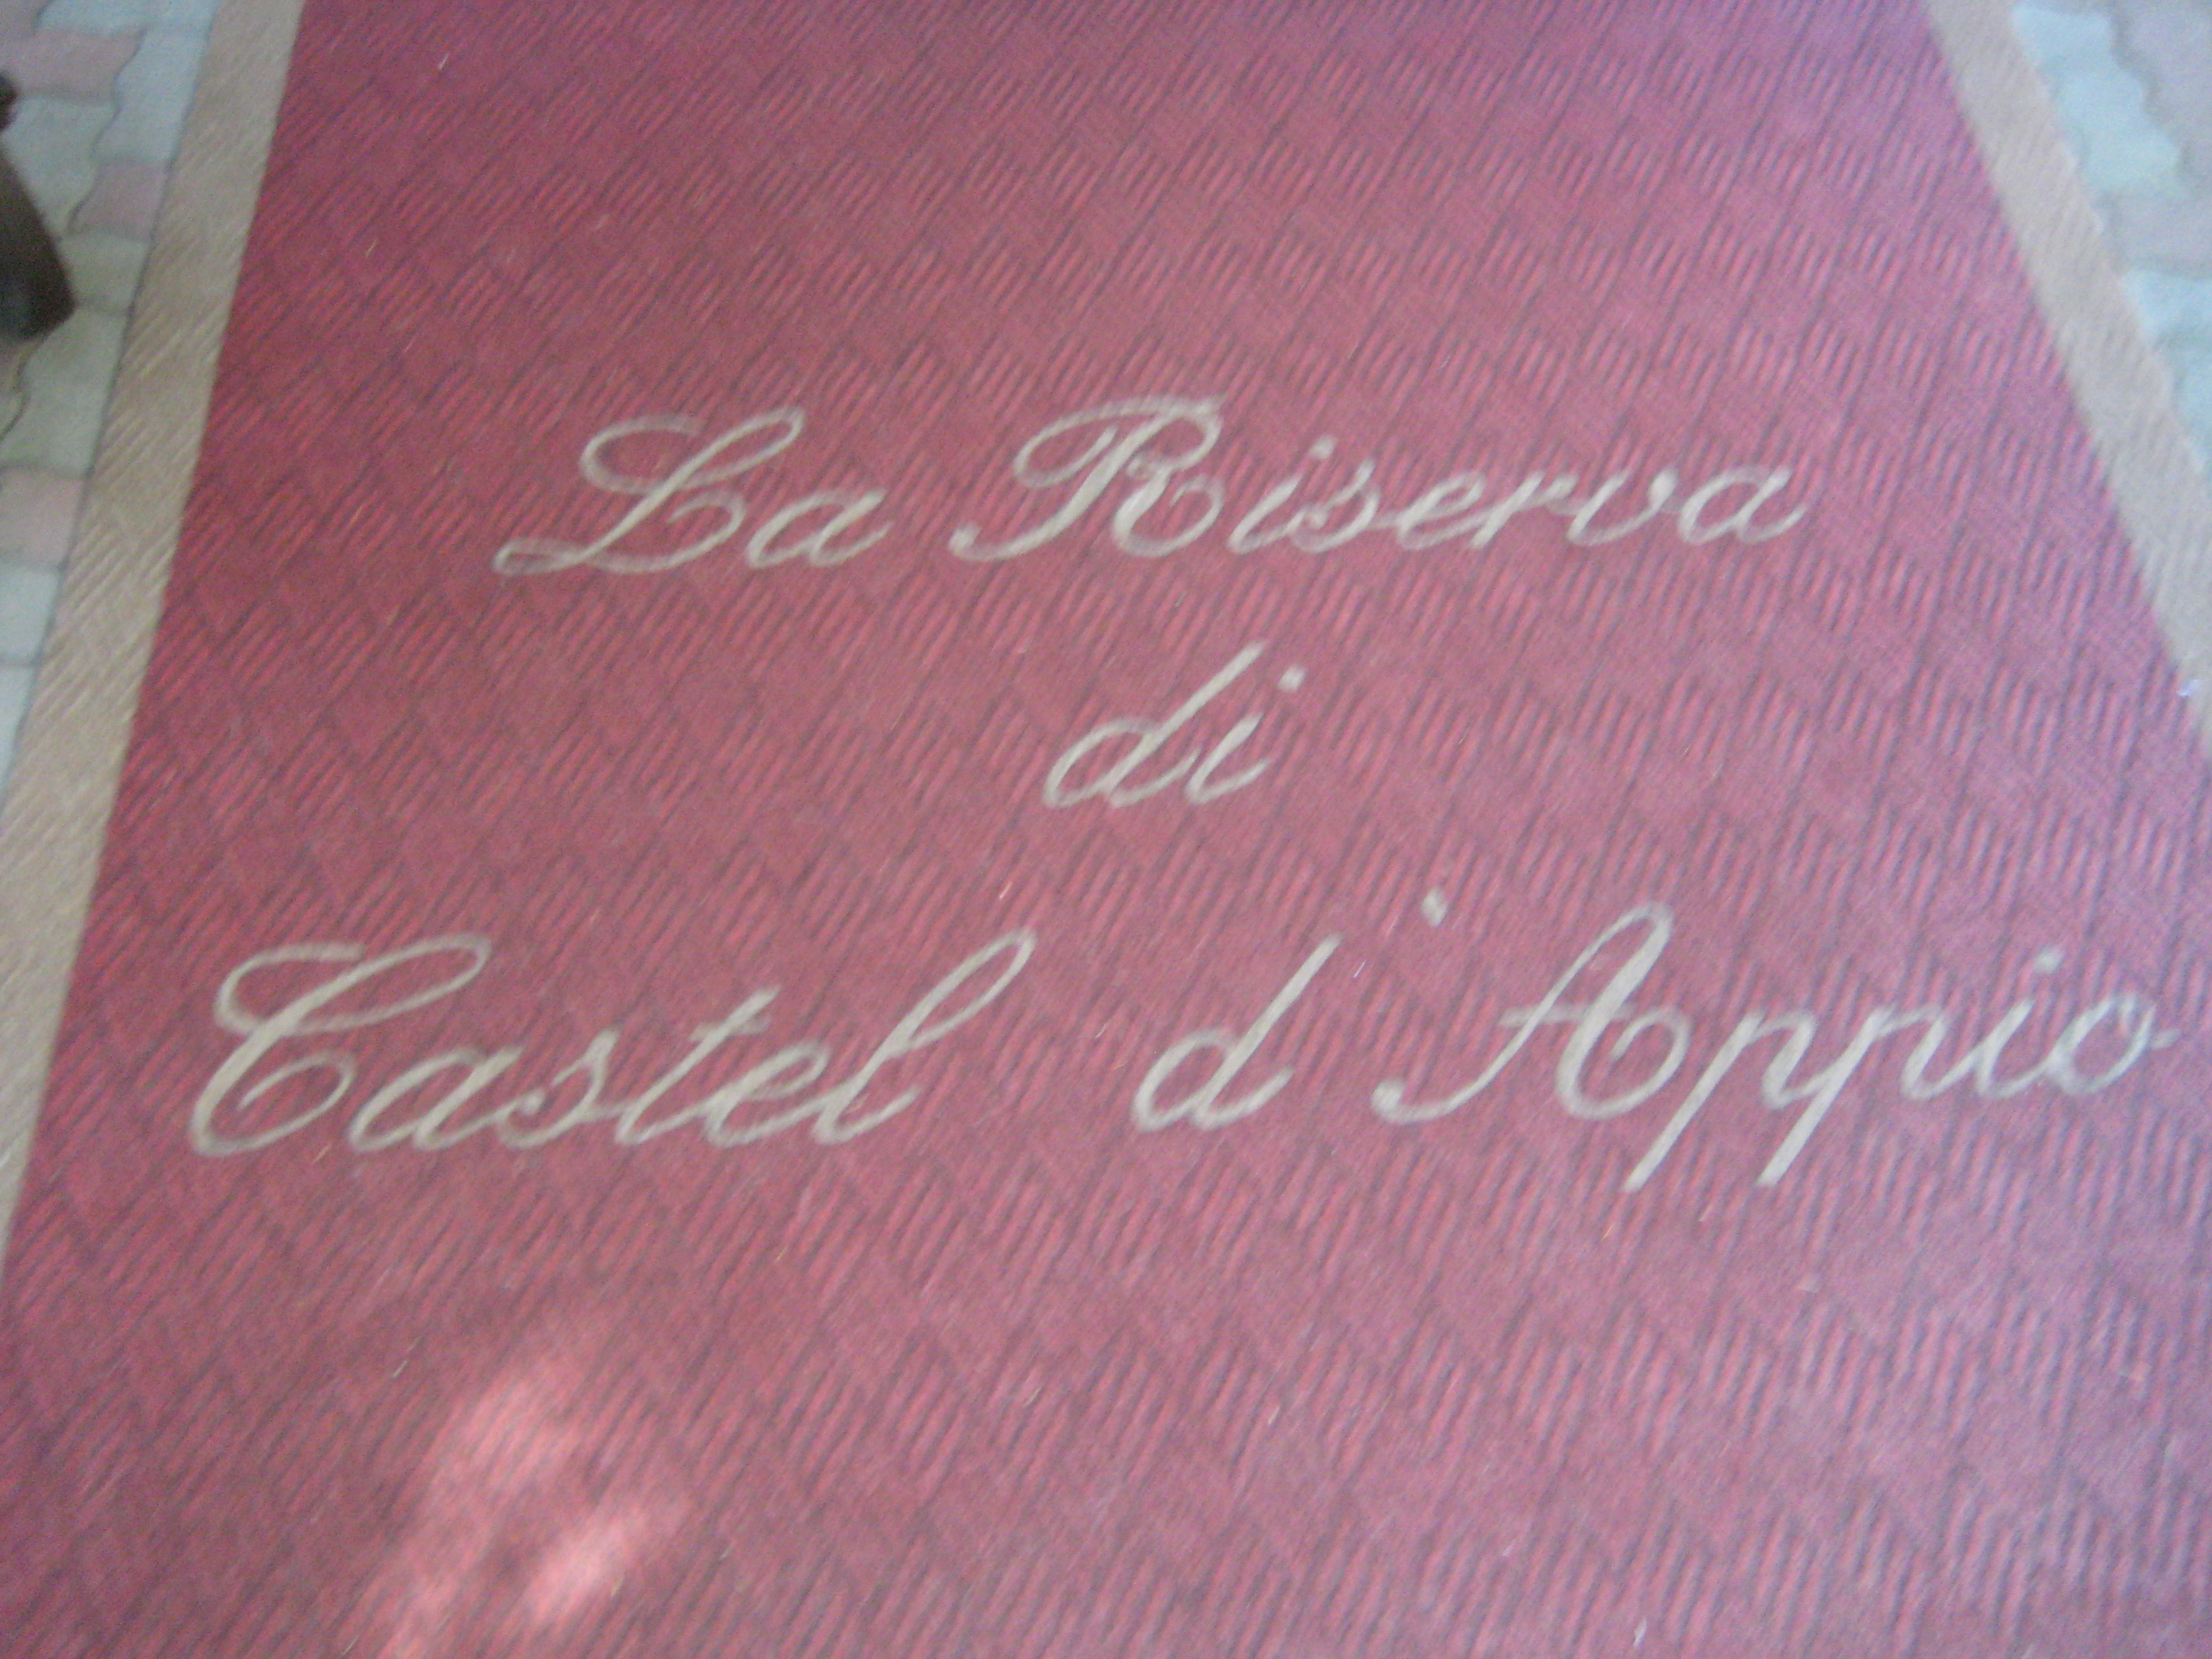 La Riserva
di
Castel d'Appio